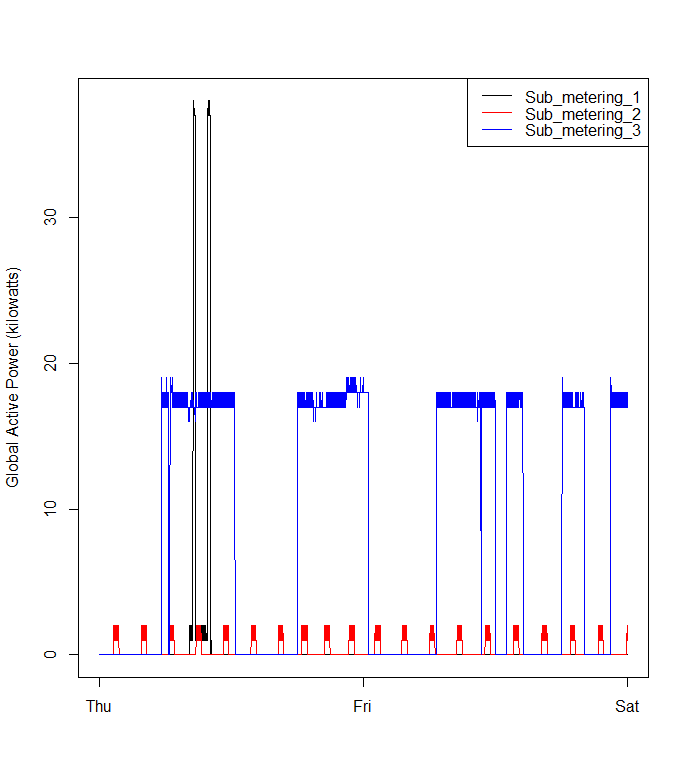 Sub_metering_1
Sub_metering_2
Sub_metering_3
Global Active Power (kilowatts)
30
20
10
0
Thu Fri Sat